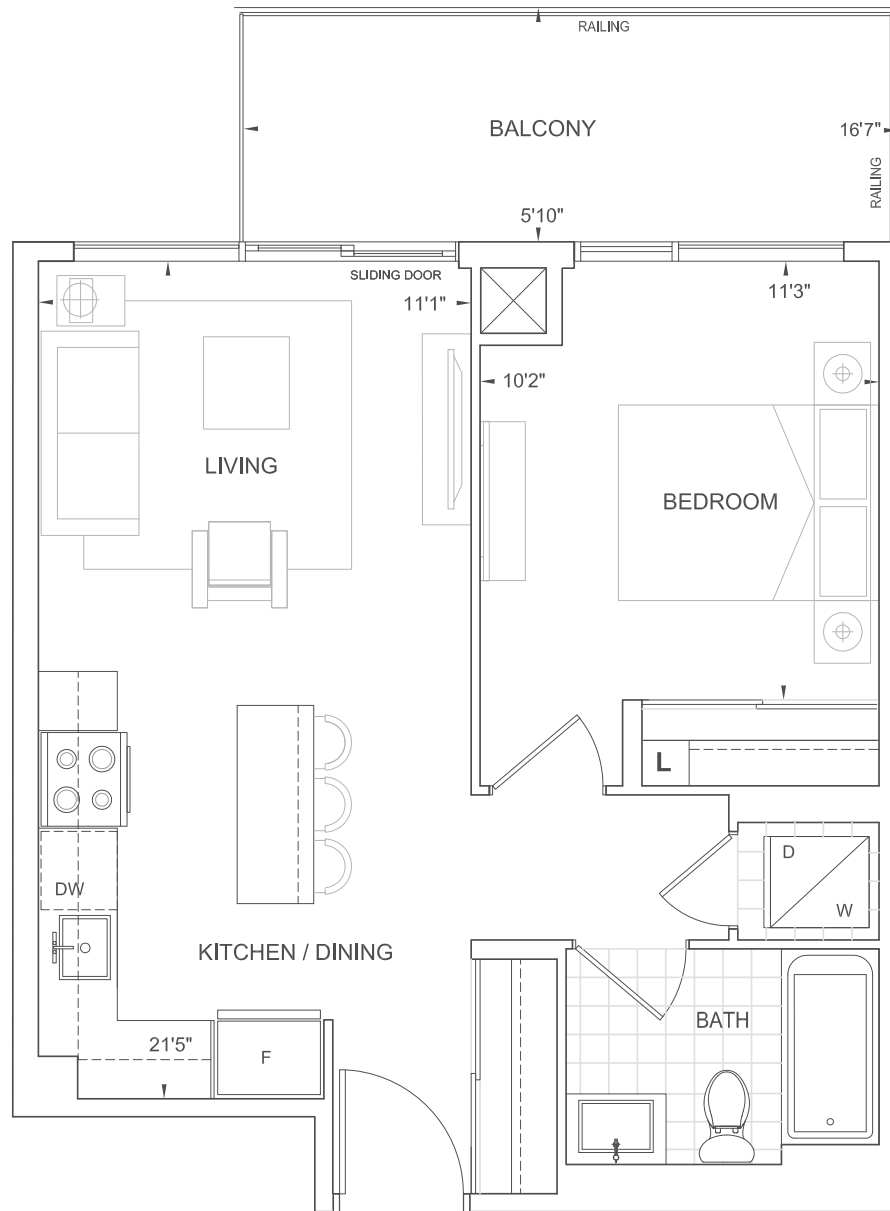 RAILING
BALCONY
16'7"
RAILING
5'10"
SLIDING DOOR
11'1"
11'3"
10'2"
LIVING
BEDROOM
L
D
W
DW
KITCHEN / DINING
BATH
21'5"
F